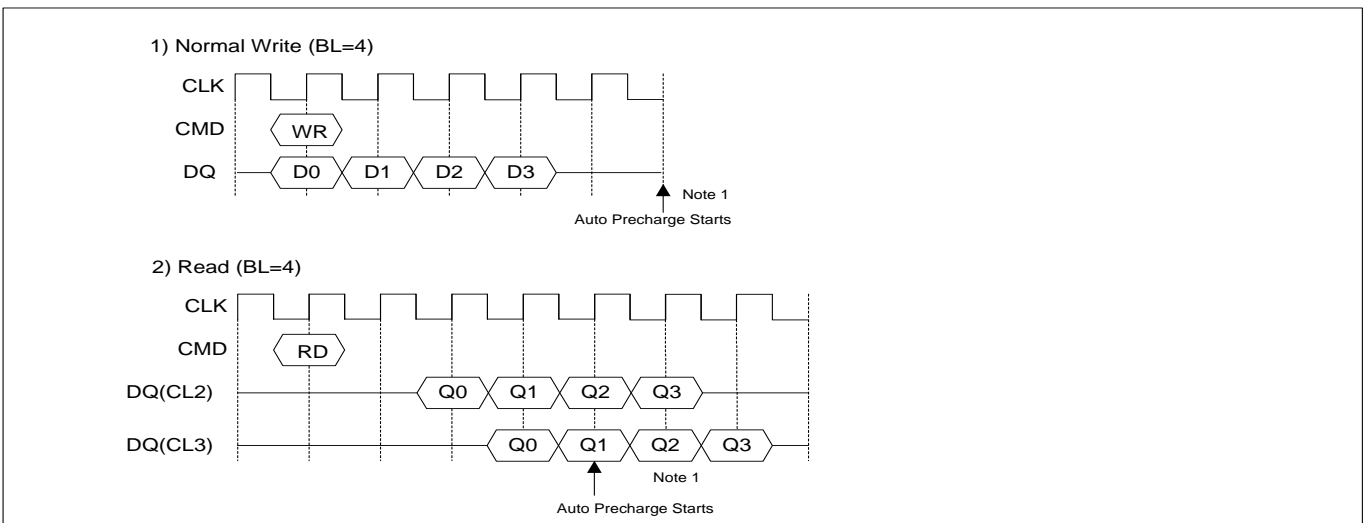 1) Normal Write (BL=4)
CLK
CMD WR
DQ D0 D1 D2 D3
Note 1
Auto Precharge Starts
2) Read (BL=4)
CLK
CMD RD
DQ(CL2) Q0 Q1 Q2 Q3
DQ(CL3) Q0 Q1 Q2 Q3
Note 1
Auto Precharge Starts